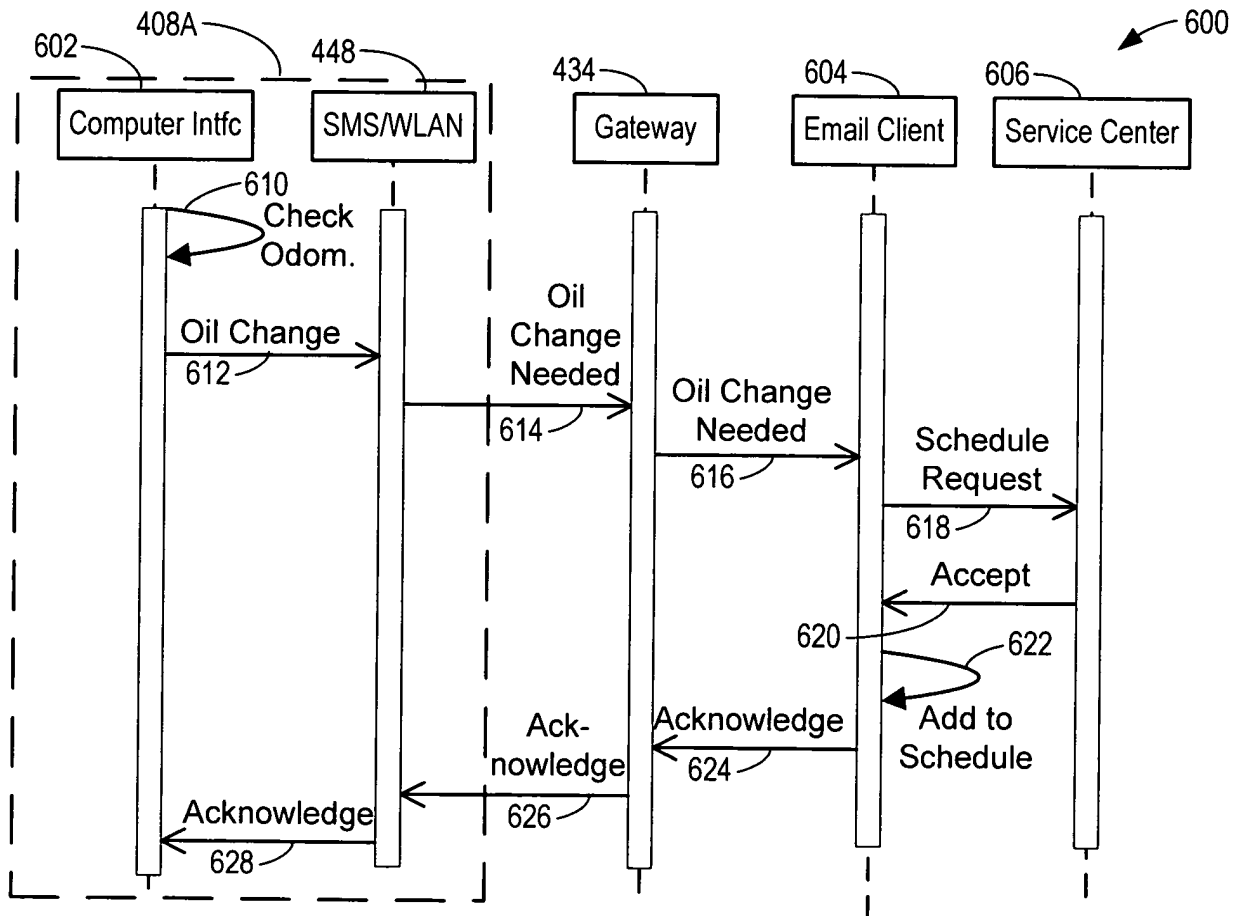 600
602
408A
448
434
604
606
Computer Intfc
SMS/WLAN
Gateway
Email Client
Service Center
610
Check
Odom.
Oil Change
612
Oil
Change
Needed
614
Oil Change
Needed
616
Schedule
Request
618
Accept
620
622
Add to
Schedule
Acknowledge
624
Ack-
nowledge
626
Acknowledge
628